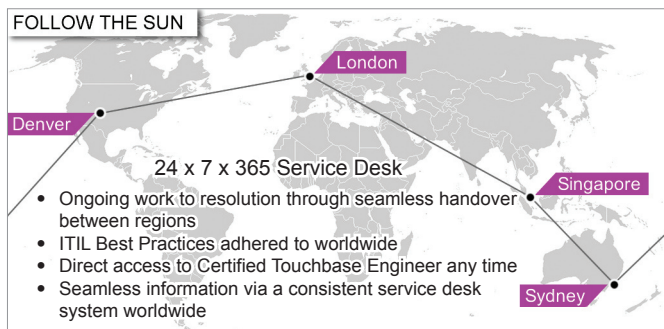 FOLLOW THE SUN
London
Denver
24 x 7 x 365 Service Desk
Singapore
• Ongoing work to resolution through seamless handover
between regions
• ITIL Best Practices adhered to worldwide
• Direct access to Certified Touchbase Engineer any time
• Seamless information via a consistent service desk
system worldwide
Sydney